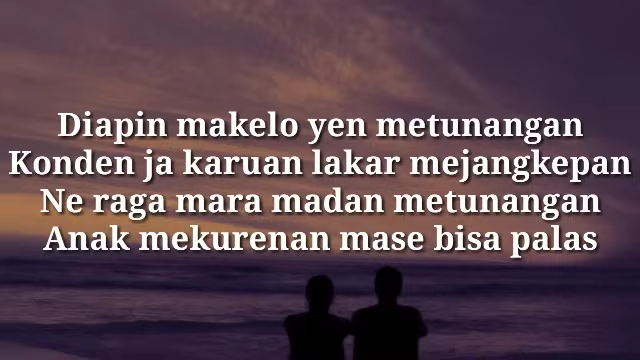 Diapin makelo yen metunangan
Konden ja karuan lakar mejangkepan
Ne raga mara madan metunangan
Anak mekurenan mase bisa palas